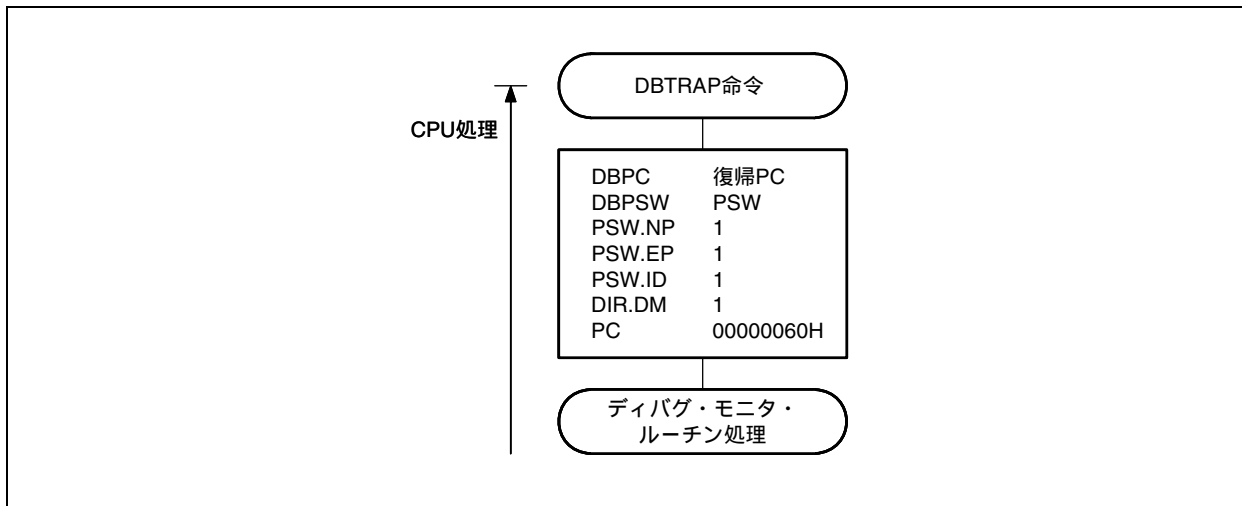 DBTRAP命令
CPU処理
DBPC 復帰PC
DBPSW PSW
PSW.NP 1
PSW.EP 1
PSW.ID 1
DIR.DM 1
PC 00000060H
ディバグ・モニタ・
ルーチン処理